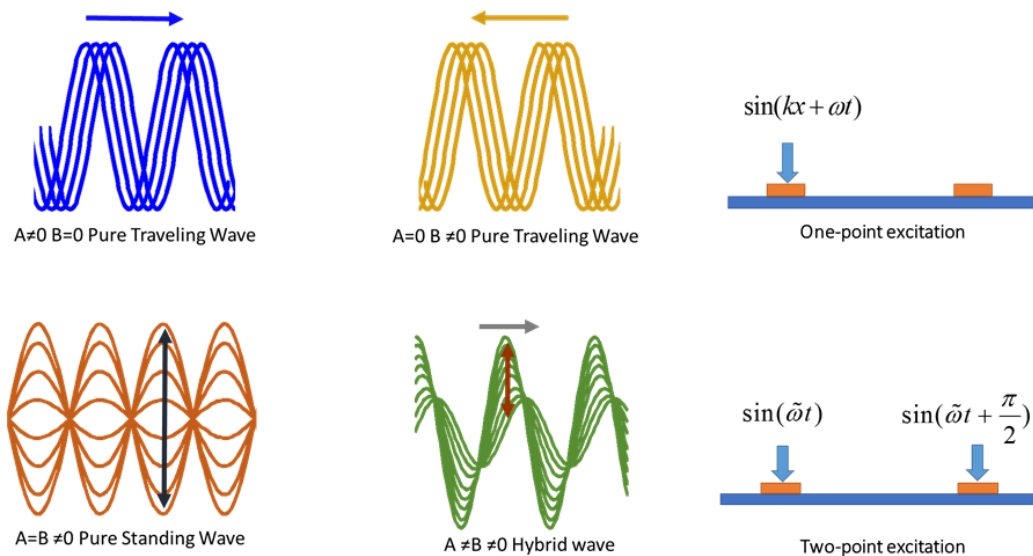 sin(kx + ωt)
A≠0 B=0 Pure Traveling Wave
A=0 B ≠0 Pure Traveling Wave
One-point excitation
sin(ω̃t)
sin(ω̃t + π/2)
A=B ≠0 Pure Standing Wave
A ≠B ≠0 Hybrid wave
Two-point excitation